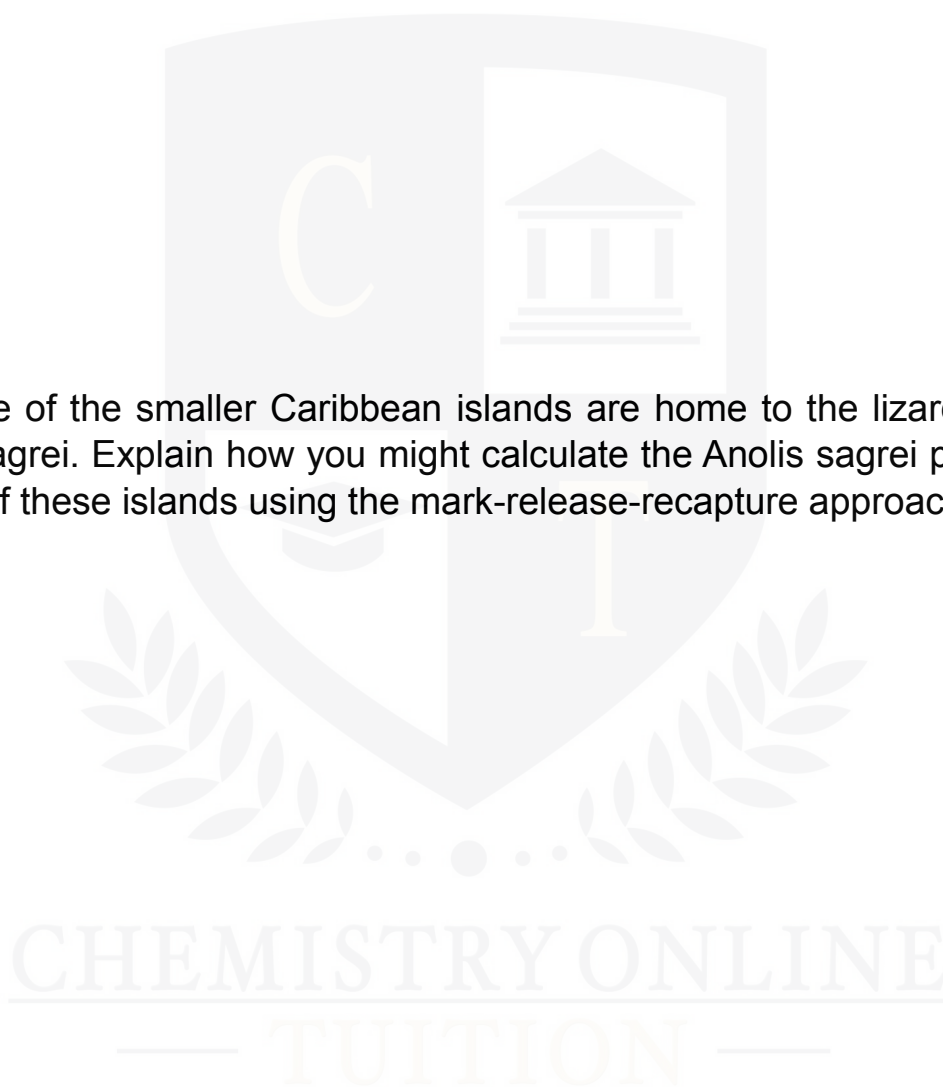 e of the smaller Caribbean islands are home to the lizard
agrei. Explain how you might calculate the Anolis sagrei p
f these islands using the mark-release-recapture approac
C
T
CHEMISTRY ONLINE
TUITION